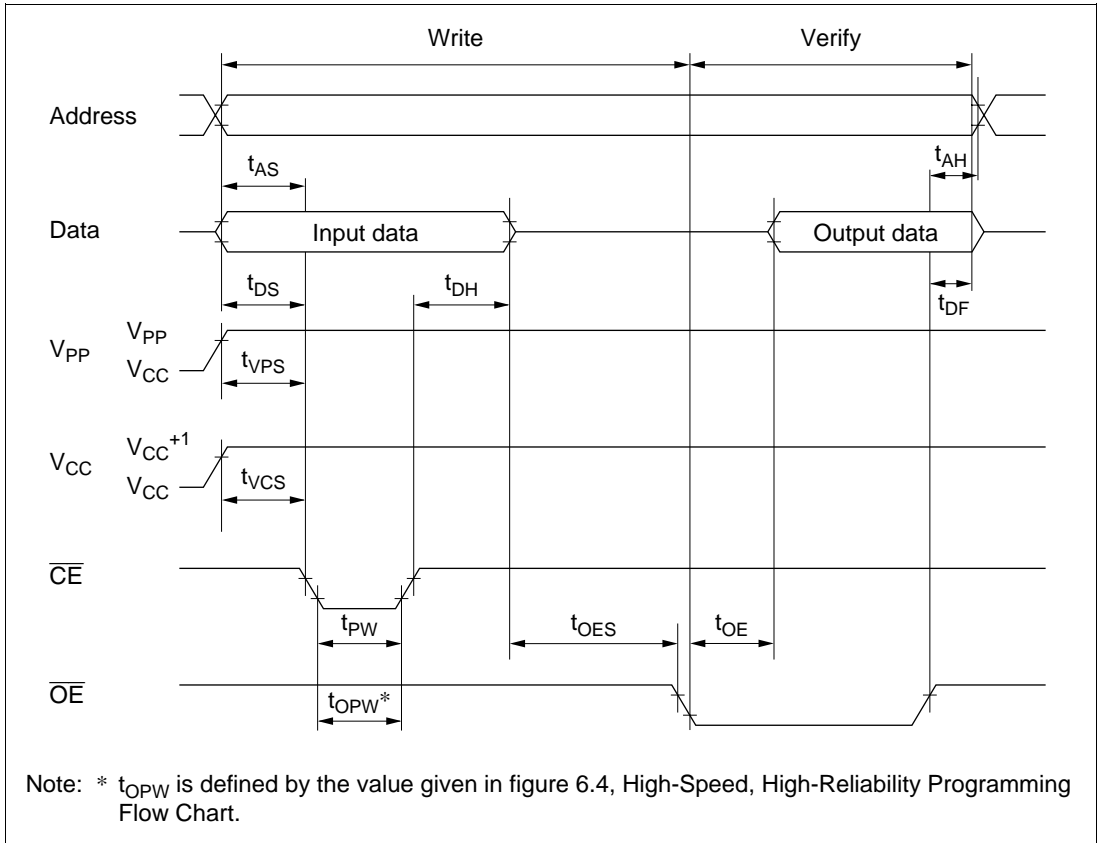 Write Verify
Address
tAS tAH
Data Input data Output data
tDS tDH tDF
VPP VPP
VCC tVPS
VCC VCC+1
VCC tVCS
CE
tPW tOES tOE
OE
tOPW*
Note: * tOPW is defined by the value given in figure 6.4, High-Speed, High-Reliability Programming
Flow Chart.